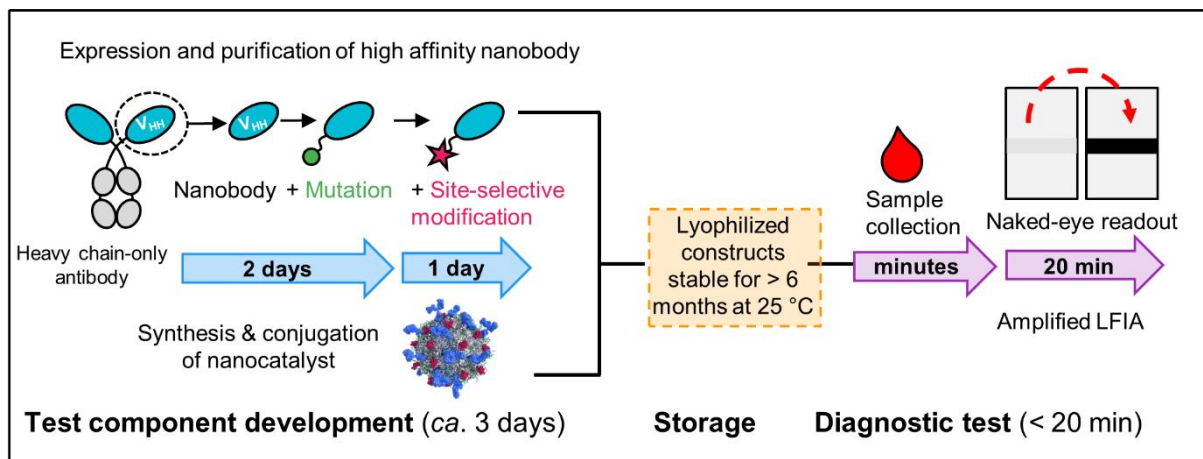 Expression and purification of high affinity nanobody
V_HH
V_HH
Nanobody + Mutation + Site-selective
modification
Heavy chain-only
antibody
2 days
1 day
Synthesis & conjugation
of nanocatalyst
Lyophilized
constructs
stable for > 6
months at 25 °C
Sample
collection
Naked-eye readout
minutes
20 min
Amplified LFIA
Test component development (ca. 3 days)
Storage
Diagnostic test (< 20 min)